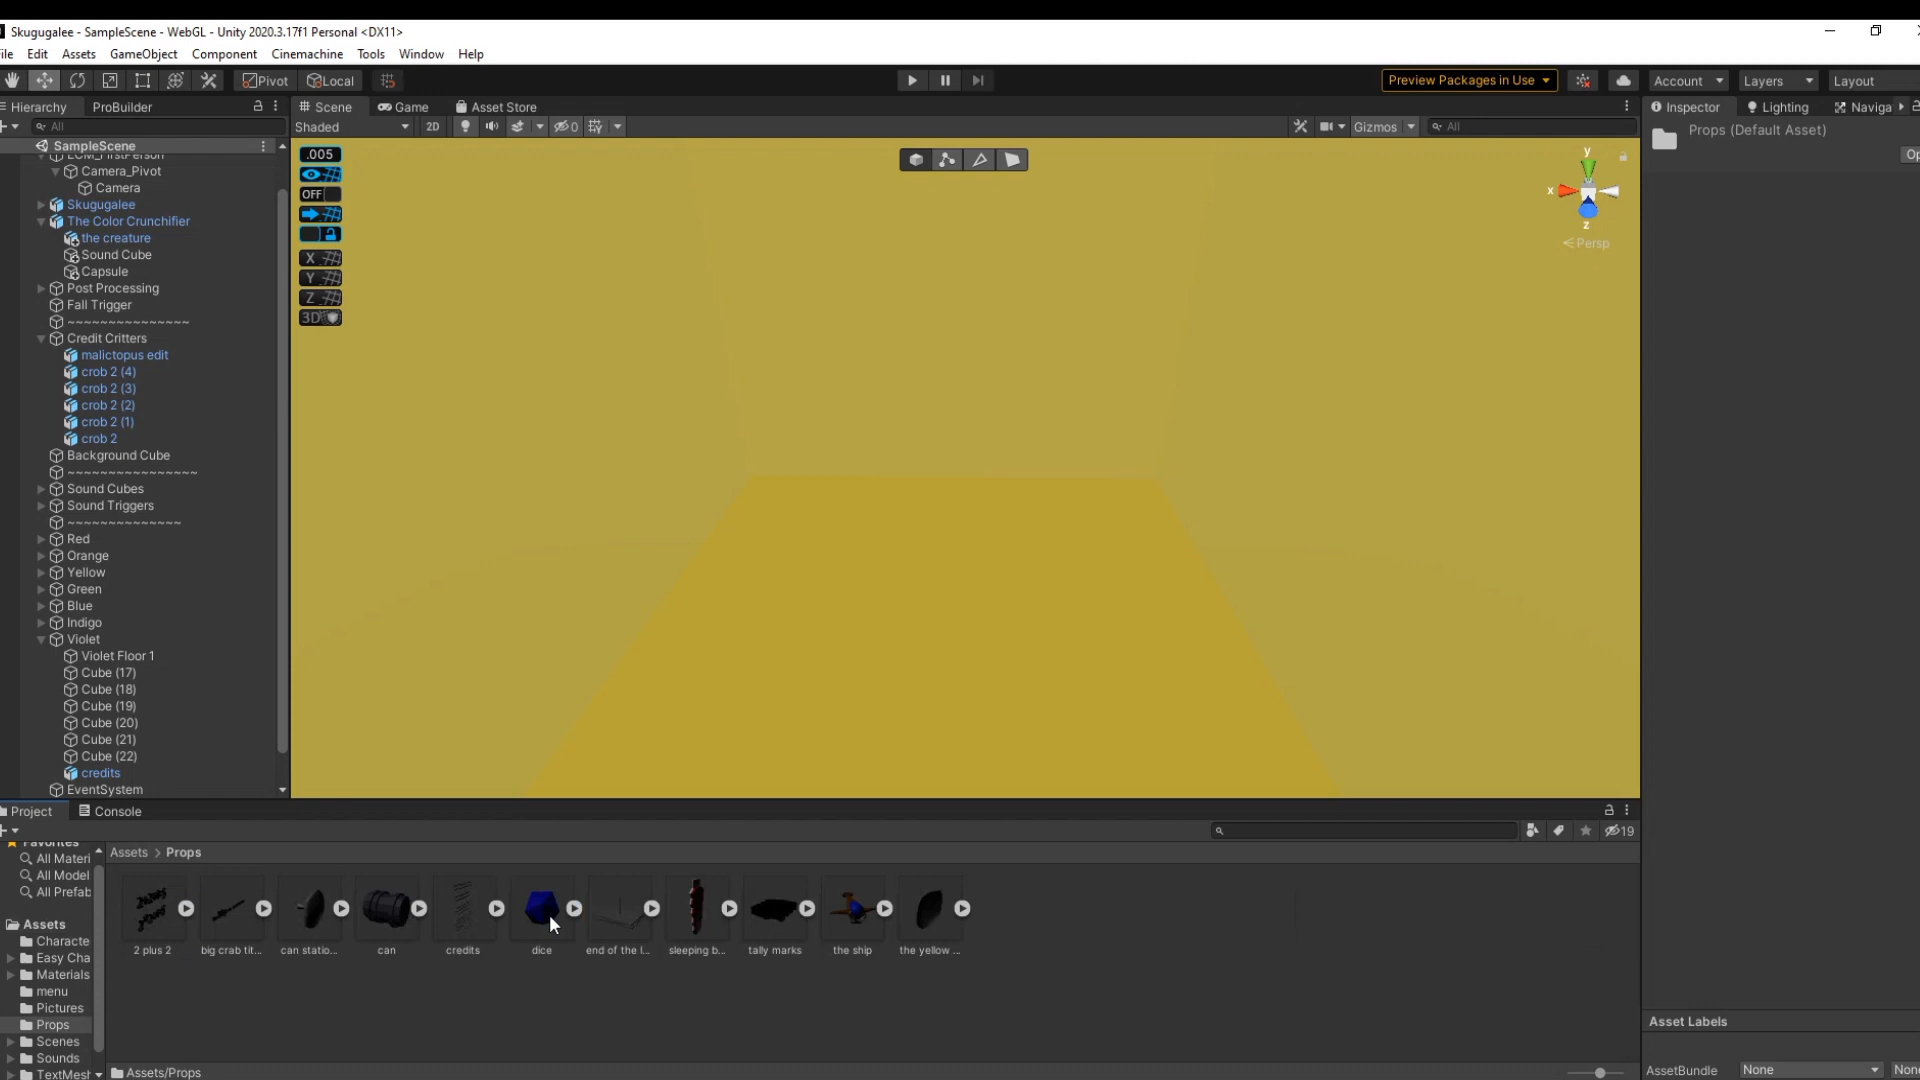 Skugugalee - SampleScene - WebGL - Unity 2020.3.17f1 Personal <DX11>
ile Edit Assets GameObject Component Cinemachine Tools Window Help
Pivot Local Preview Packages in Use Account Layers Layout
Hierarchy ProBuilder Scene Game Asset Store Inspector Lighting Naviga
All Shaded 2D 0 Gizmos All Props (Default Asset)
SampleScene
Op
ECM_FirstPerson
Camera_Pivot
Camera
Skugugalee
The Color Crunchifier
the creature
Sound Cube
Capsule
Post Processing
Fall Trigger
~~~~~~~~~~~~~~~
Credit Critters
malictopus edit
crob 2 (4)
crob 2 (3)
crob 2 (2)
crob 2 (1)
crob 2
Background Cube
~~~~~~~~~~~~~~~~
Sound Cubes
Sound Triggers
~~~~~~~~~~~~~~
Red
Orange
Yellow
Green
Blue
Indigo
Violet
Violet Floor 1
Cube (17)
Cube (18)
Cube (19)
Cube (20)
Cube (21)
Cube (22)
credits
EventSystem
.005
OFF
X
Y
Z
3D
y
x
z
Persp
Project Console
19
Favorites
All Materi
All Model
All Prefab
Assets
Characte
Easy Cha
Materials
menu
Pictures
Props
Scenes
Sounds
TextMesh
Assets > Props
2 plus 2 big crab tit... can statio... can credits dice end of the l... sleeping b... tally marks the ship the yellow ...
Assets/Props
Asset Labels
AssetBundle None None